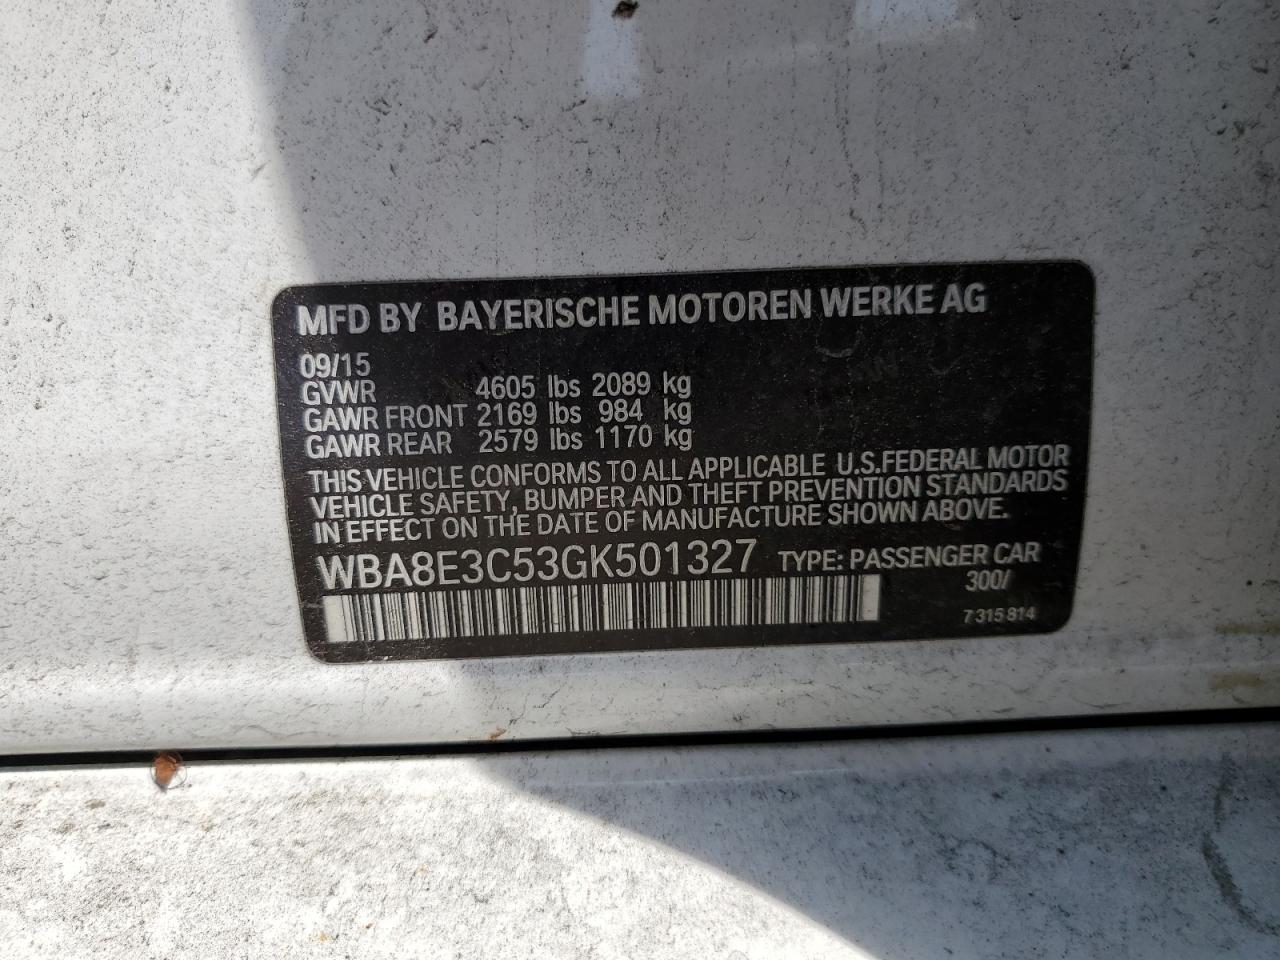 MFD BY BAYERISCHE MOTOREN WERKE AG
09/15
GVWR 4605 lbs 2089 kg
GAWR FRONT 2169 lbs 984 kg
GAWR REAR 2579 lbs 1170 kg
THIS VEHICLE CONFORMS TO ALL APPLICABLE U.S.FEDERAL MOTOR
VEHICLE SAFETY, BUMPER AND THEFT PREVENTION STANDARDS
IN EFFECT ON THE DATE OF MANUFACTURE SHOWN ABOVE.
WBA8E3C53GK501327 TYPE: PASSENGER CAR
300/
7 315 814